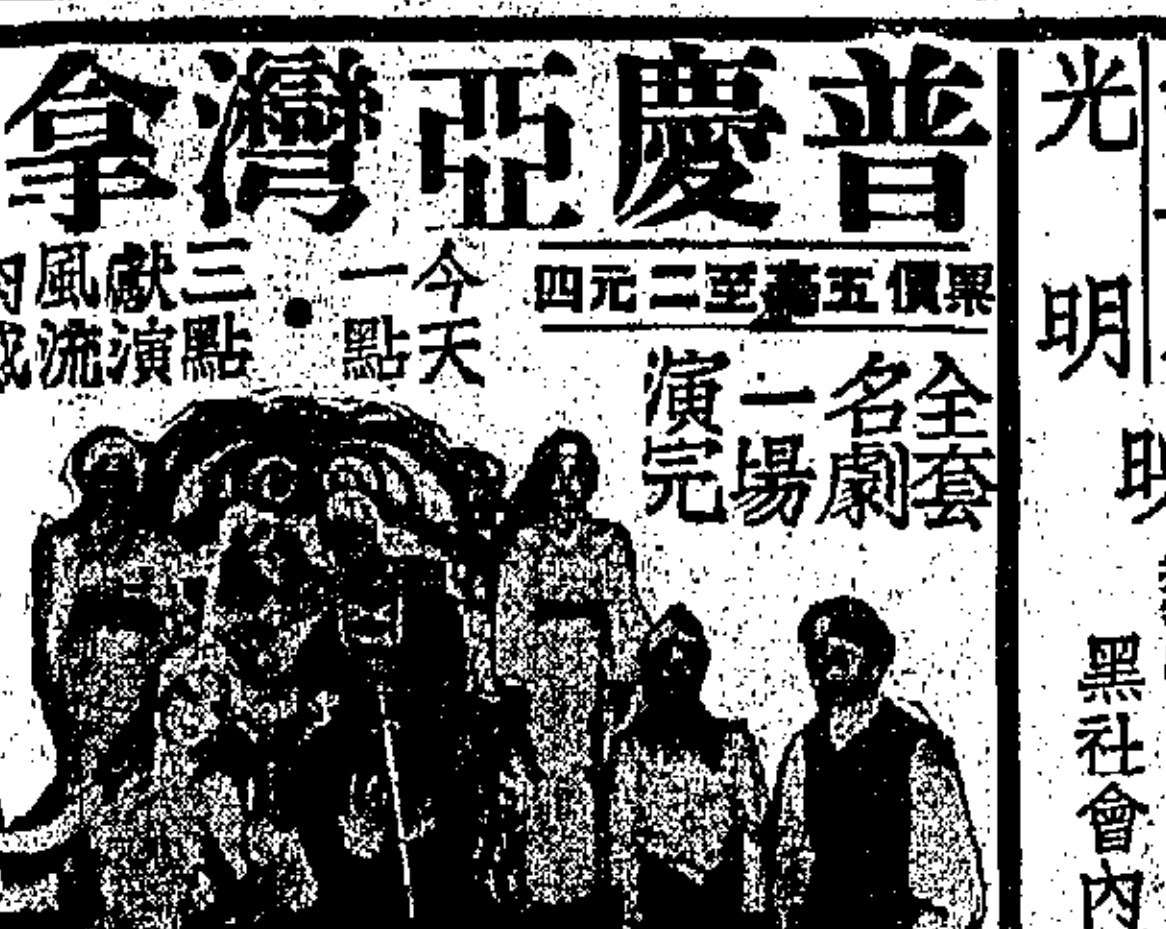 普慶亞灣拿
票價五毫至二元四
全套
名劇
一場
演完
今天
一點
•
三點
獻演
風流
光明
映
黑社會內